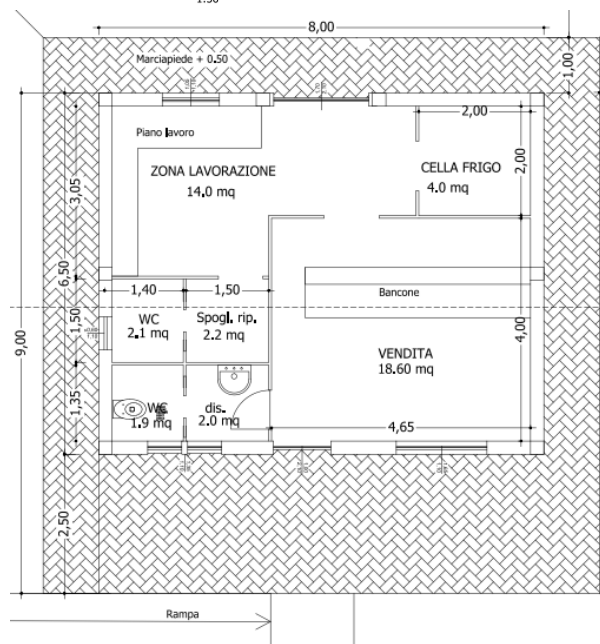 1.50
8,00
Marciapiede + 0.50
1,00
2,00
Piano lavoro
ZONA LAVORAZIONE
14.0 mq
CELLA FRIGO
4.0 mq
2,00
3,05
6,50
9,00
1,40
1,50
Bancone
WC
2.1 mq
Spogl. rip.
2.2 mq
1,50
4,00
VENDITA
18.60 mq
1,35
WC
1.9 mq
dis.
2.0 mq
4,65
2,50
Rampa